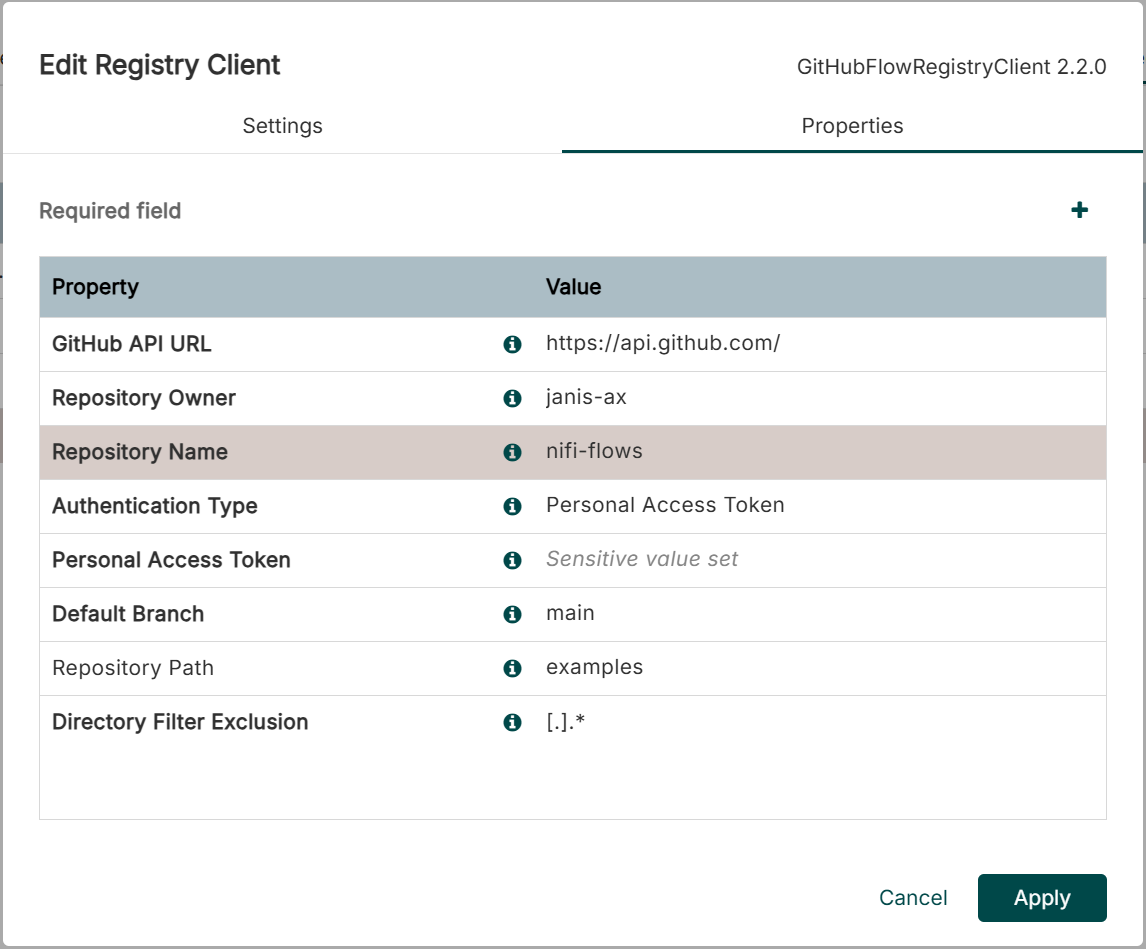 Edit Registry Client
GitHubFlowRegistryClient 2.2.0
Settings
Properties
Required field
Property Value
GitHub API URL https://api.github.com/
Repository Owner janis-ax
Repository Name nifi-flows
Authentication Type Personal Access Token
Personal Access Token Sensitive value set
Default Branch main
Repository Path examples
Directory Filter Exclusion [.].*
Cancel Apply